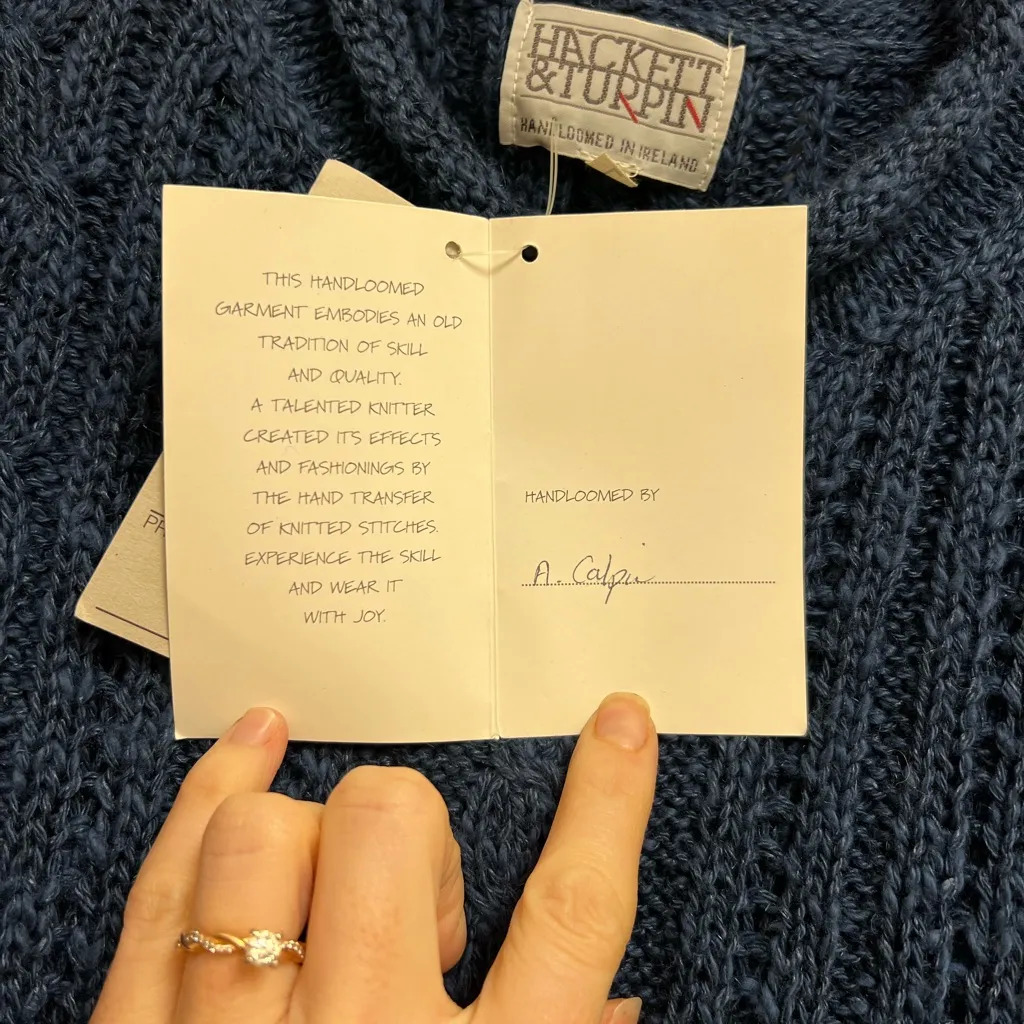 HACKETT
&TURPIN
HANDLOOMED IN IRELAND
THIS HANDLOOMED
GARMENT EMBODIES AN OLD
TRADITION OF SKILL
AND QUALITY.
A TALENTED KNITTER
CREATED ITS EFFECTS
AND FASHIONINGS BY
THE HAND TRANSFER
OF KNITTED STITCHES.
EXPERIENCE THE SKILL
AND WEAR IT
WITH JOY.
HANDLOOMED BY
A. Calpin